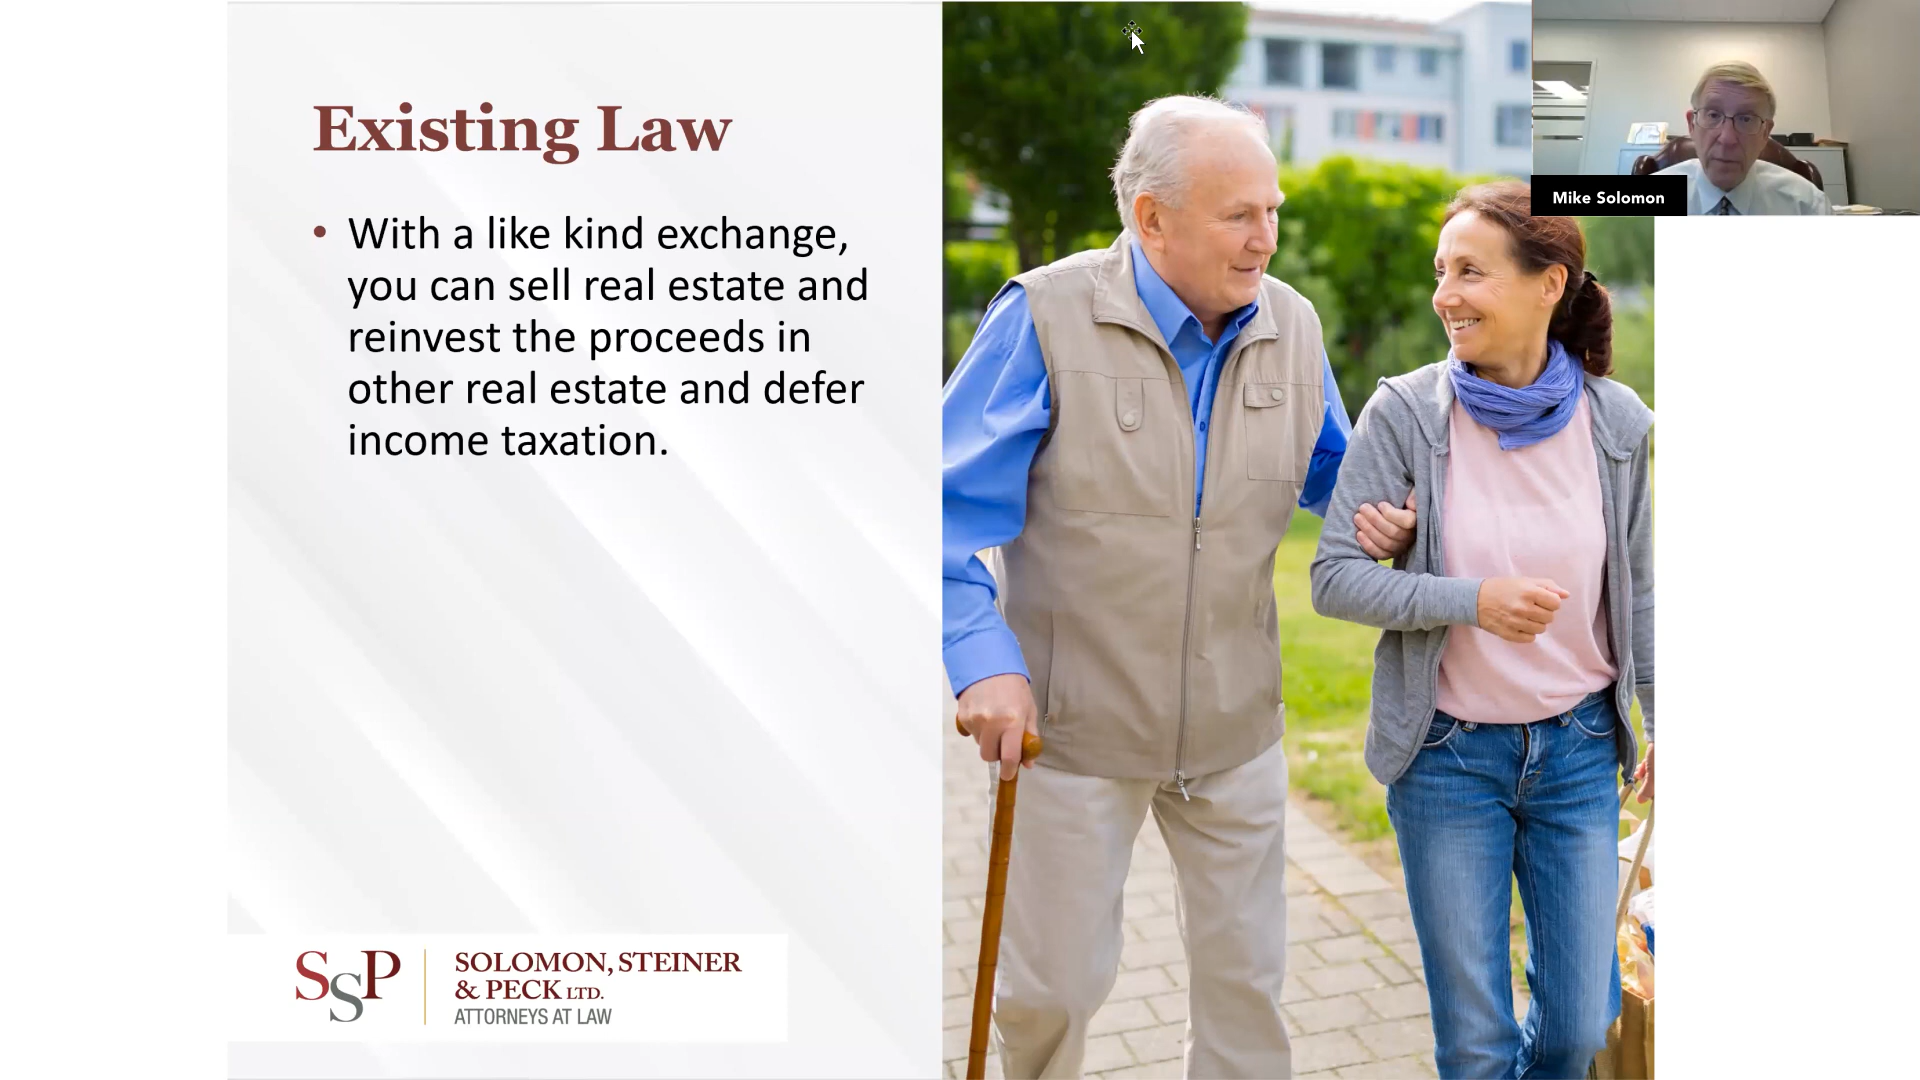 Existing Law
• With a like kind exchange,
you can sell real estate and
reinvest the proceeds in
other real estate and defer
income taxation.
SSP
SOLOMON, STEINER
& PECK LTD.
ATTORNEYS AT LAW
Mike Solomon